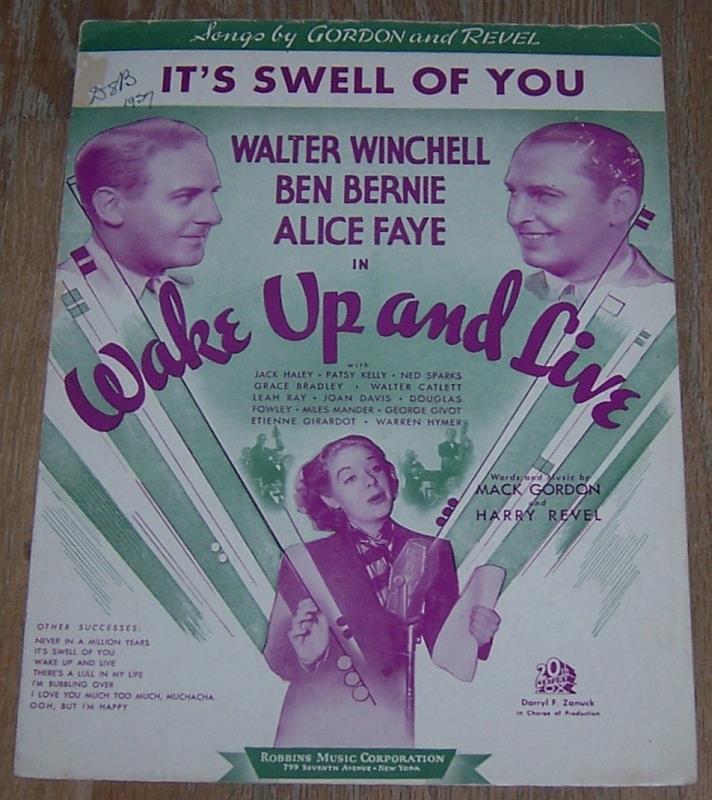 Songs by GORDON and REVEL
IT'S SWELL OF YOU
1937
WALTER WINCHELL
BEN BERNIE
ALICE FAYE
IN
Wake Up and Live
with
JACK HALEY • PATSY KELLY • NED SPARKS
GRACE BRADLEY • WALTER CATLETT
LEAH RAY • JOAN DAVIS • DOUGLAS
FOWLEY • MILES MANDER • GEORGE GIVOT
ETIENNE GIRARDOT • WARREN HYMER
Words and Music by
MACK GORDON
and
HARRY REVEL
OTHER SUCCESSES:
NEVER IN A MILLION YEARS
IT'S SWELL OF YOU
WAKE UP AND LIVE
THERE'S A LULL IN MY LIFE
I'M BUBBLING OVER
I LOVE YOU MUCH TOO MUCH, MUCHACHA
OOH, BUT I'M HAPPY
20th
CENTURY
FOX
Darryl F. Zanuck
in Charge of Production
ROBBINS MUSIC CORPORATION
799 SEVENTH AVENUE • NEW YORK